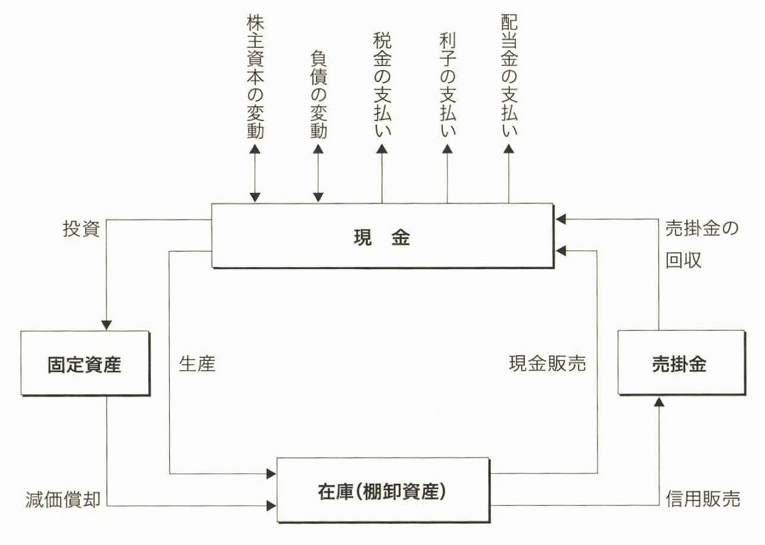 株主資本の変動
負債の変動
税金の支払い
利子の支払い
配当金の支払い
現 金
投資
売掛金の
回収
固定資産
生産
現金販売
売掛金
減価償却
在庫(棚卸資産)
信用販売